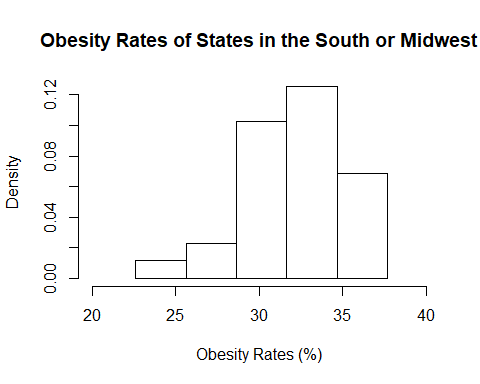 Obesity Rates of States in the South or Midwest
Density
0.12
0.08
0.04
0.00
20 25 30 35 40
Obesity Rates (%)